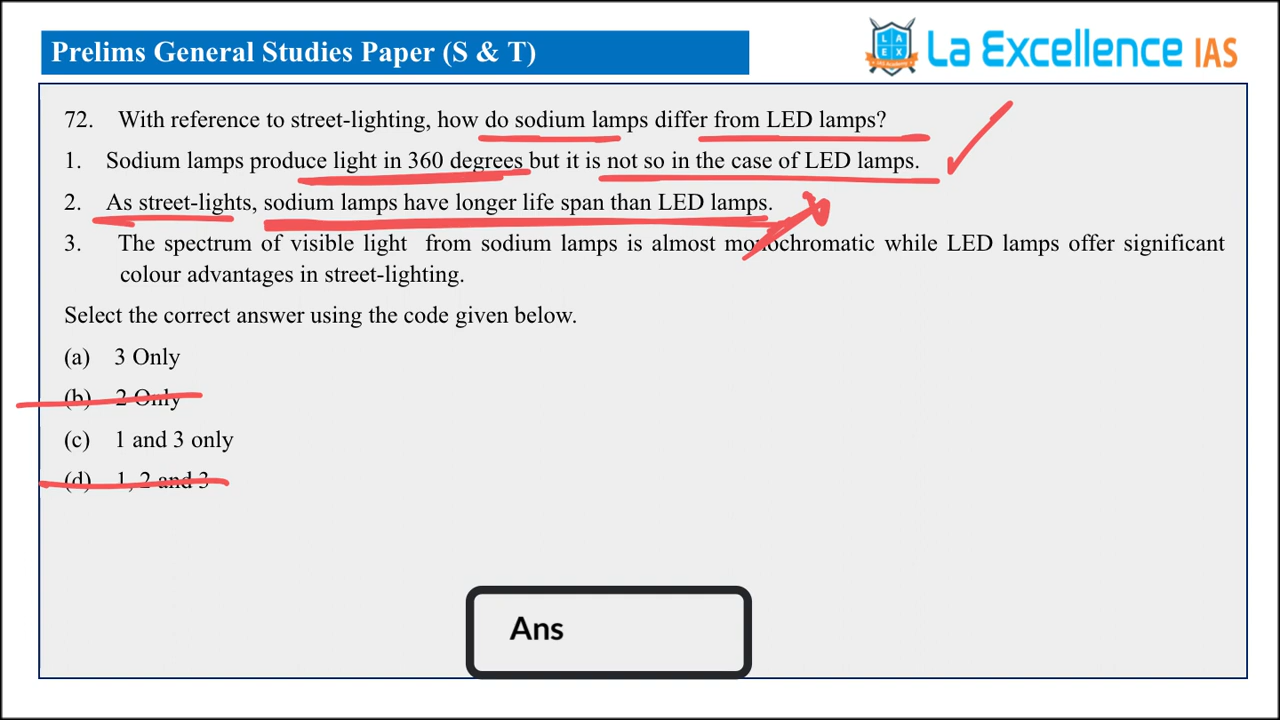 Prelims General Studies Paper (S & T)
LA
EX
La Excellence IAS
72. With reference to street-lighting, how do sodium lamps differ from LED lamps?
1. Sodium lamps produce light in 360 degrees but it is not so in the case of LED lamps.
2. As street-lights, sodium lamps have longer life span than LED lamps.
3. The spectrum of visible light from sodium lamps is almost monochromatic while LED lamps offer significant
colour advantages in street-lighting.
Select the correct answer using the code given below.
(a) 3 Only
(b) 2 Only
(c) 1 and 3 only
(d) 1, 2 and 3
Ans